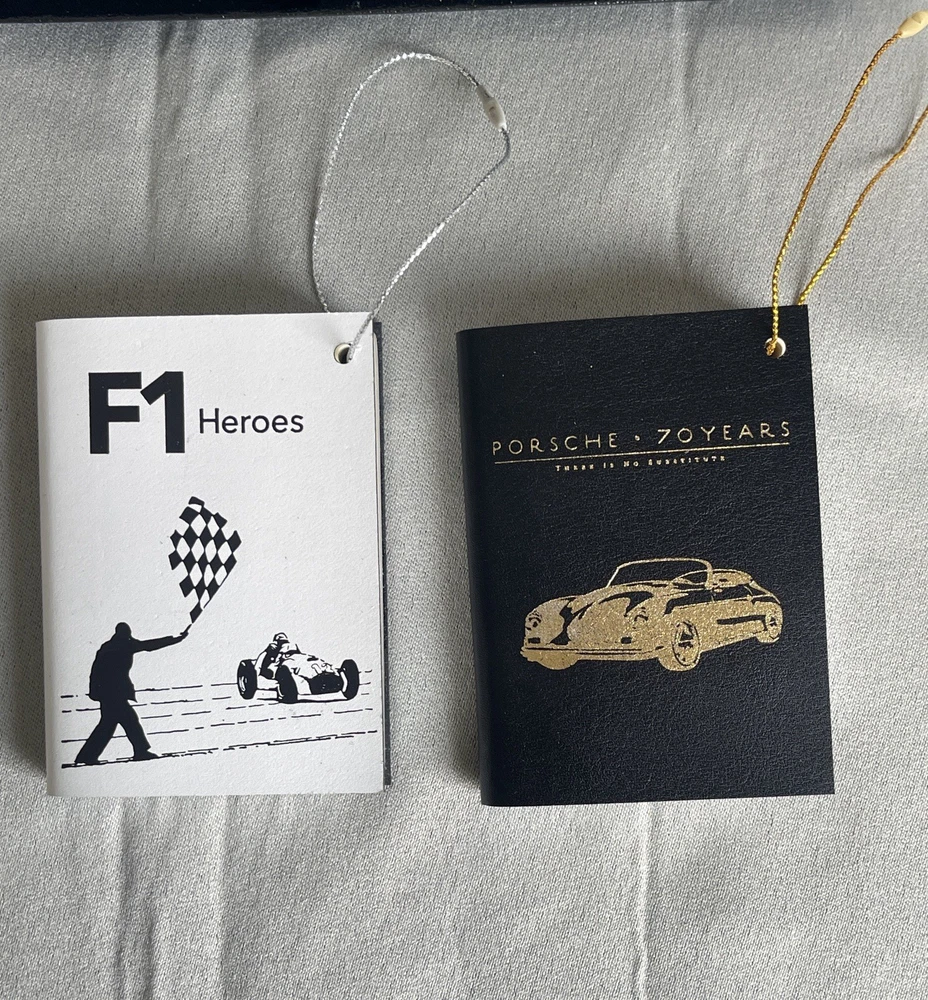 F1 Heroes
PORSCHE • 70YEARS
THERE IS NO SUBSTITUTE